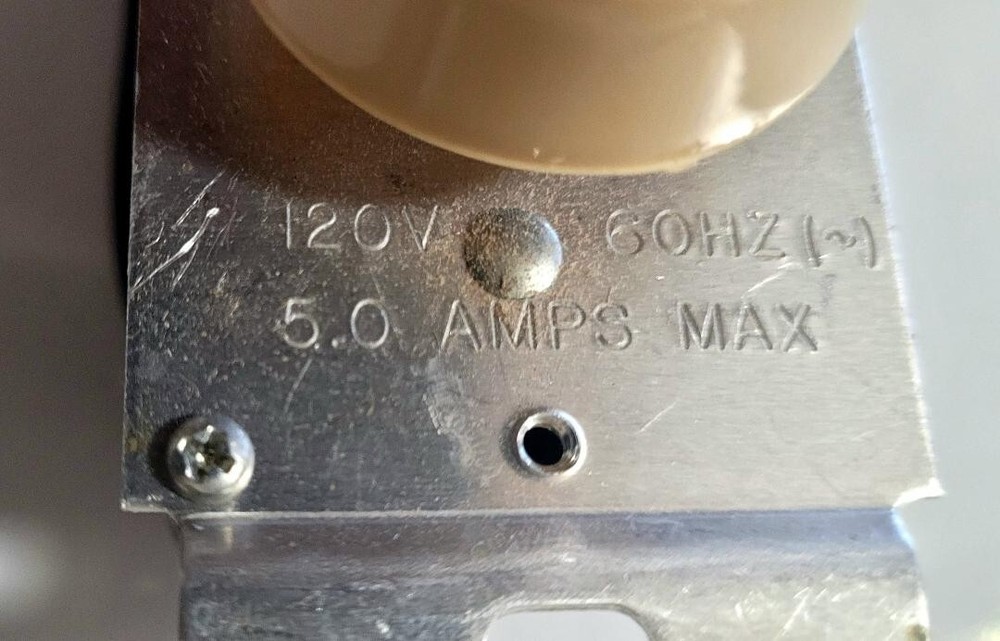 120V 60HZ (~)
5.0 AMPS MAX